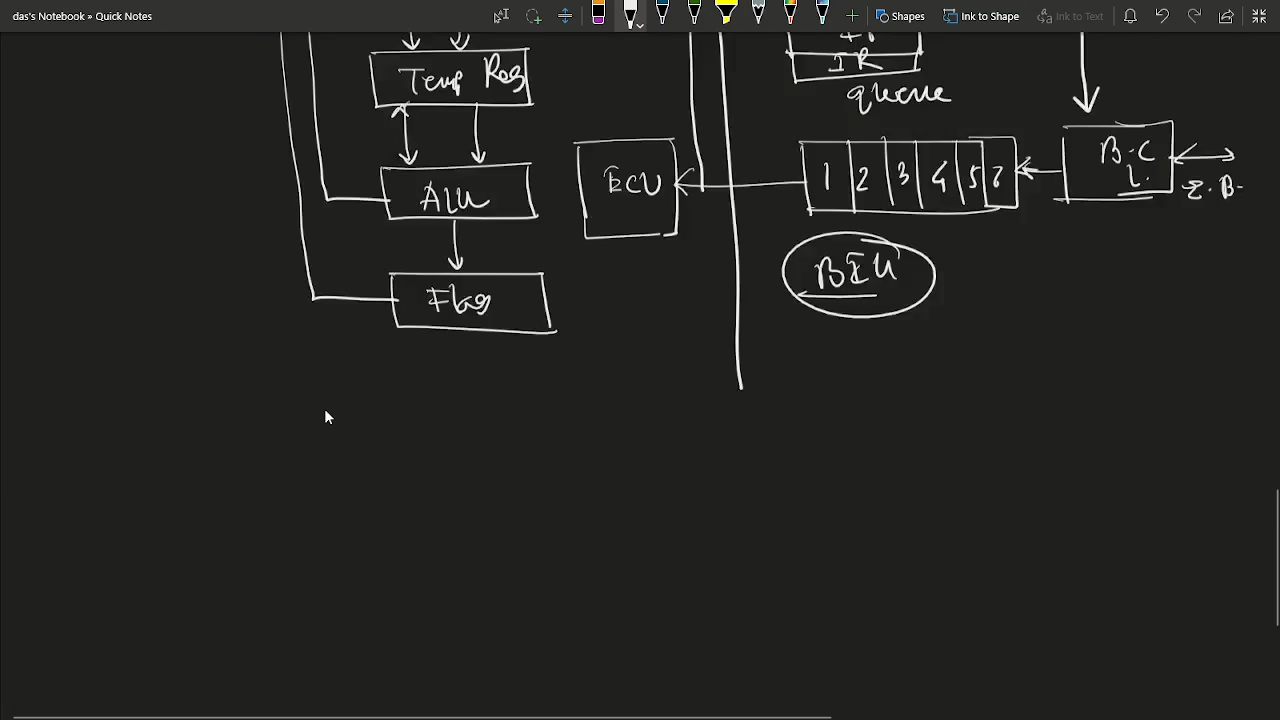 das's Notebook » Quick Notes
Shapes
Ink to Shape
Ink to Text
IR
queue
Temp Reg
ECU
1 2 3 4 5 6
B.C
L.
E.B.
ALU
BIU
Flag